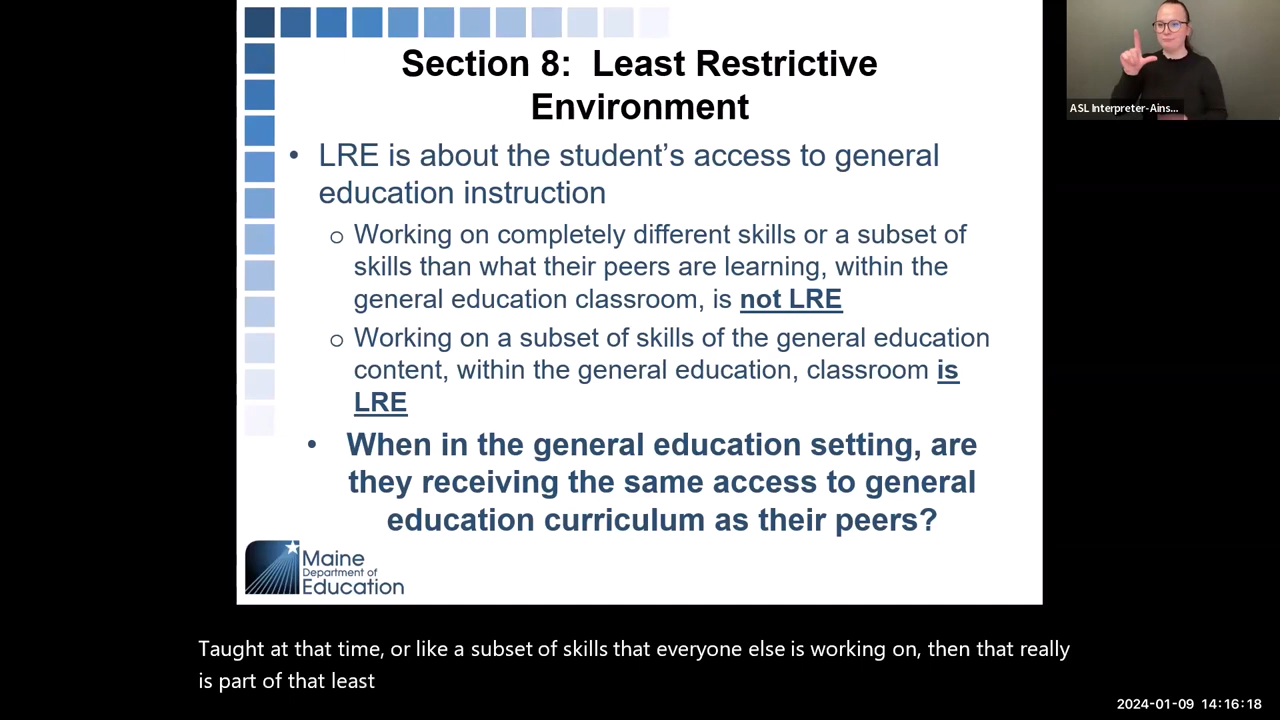 Section 8:  Least Restrictive
Environment
ASL Interpreter-Ains...
• LRE is about the student’s access to general
education instruction
○ Working on completely different skills or a subset of
skills than what their peers are learning, within the
general education classroom, is not LRE
○ Working on a subset of skills of the general education
content, within the general education, classroom is
LRE
• When in the general education setting, are
they receiving the same access to general
education curriculum as their peers?
Maine
Department of
Education
Taught at that time, or like a subset of skills that everyone else is working on, then that really
is part of that least
2024-01-09 14:16:18